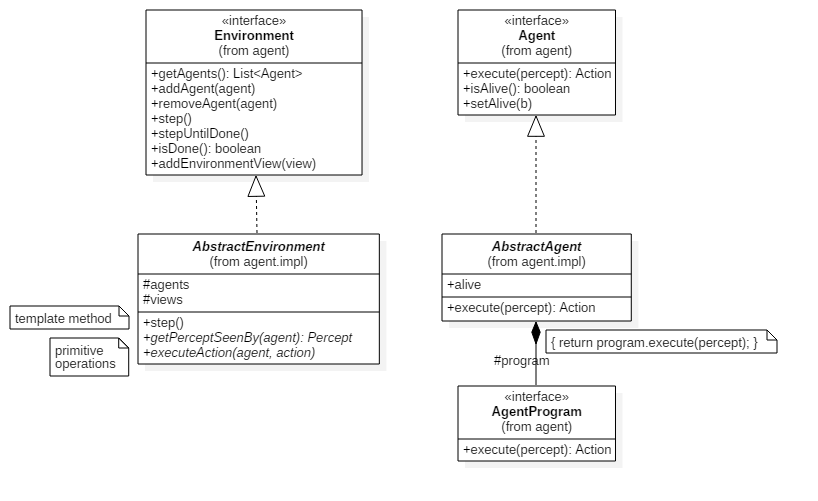 «interface»
Environment
(from agent)
+getAgents(): List<Agent>
+addAgent(agent)
+removeAgent(agent)
+step()
+stepUntilDone()
+isDone(): boolean
+addEnvironmentView(view)
«interface»
Agent
(from agent)
+execute(percept): Action
+isAlive(): boolean
+setAlive(b)
AbstractEnvironment
(from agent.impl)
#agents
#views
+step()
+getPerceptSeenBy(agent): Percept
+executeAction(agent, action)
template method
primitive
operations
AbstractAgent
(from agent.impl)
+alive
+execute(percept): Action
{ return program.execute(percept); }
#program
«interface»
AgentProgram
(from agent)
+execute(percept): Action